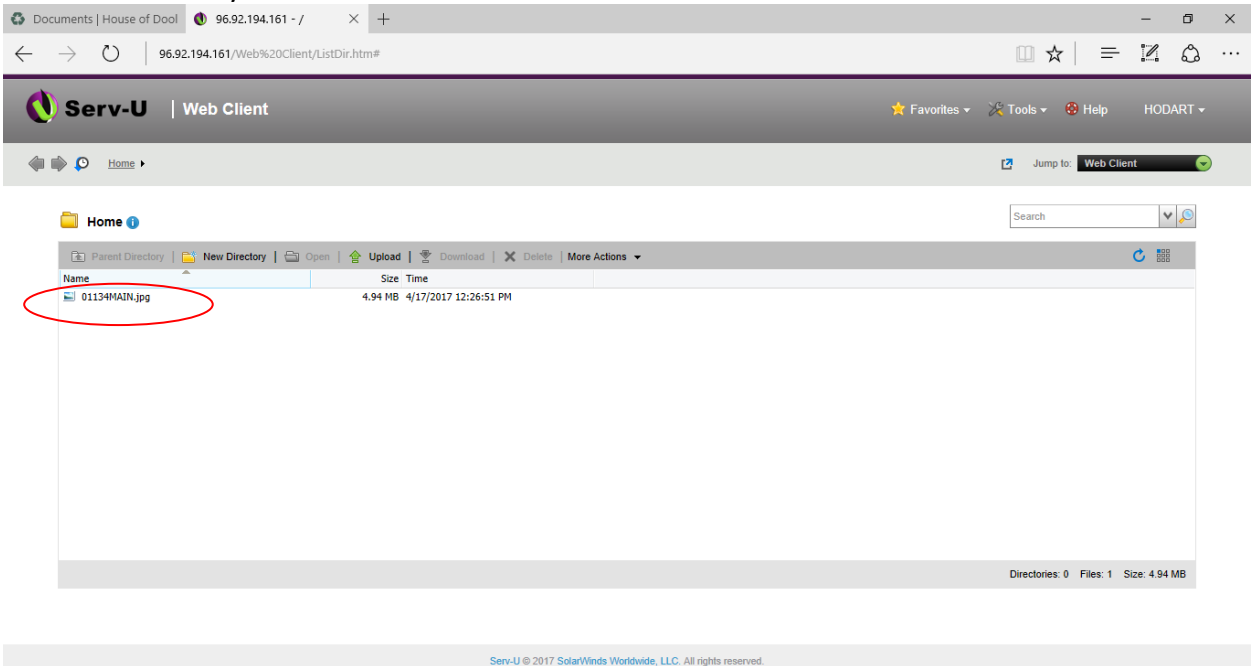 Documents | House of Dool 96.92.194.161 - /
96.92.194.161/Web%20Client/ListDir.htm#
Serv-U | Web Client Favorites Tools Help HODART
Home Jump to: Web Client
Home Search
Parent Directory | New Directory | Open | Upload | Download | Delete | More Actions
Name Size Time
01134MAIN.jpg 4.94 MB 4/17/2017 12:26:51 PM
Directories: 0 Files: 1 Size: 4.94 MB
Serv-U © 2017 SolarWinds Worldwide, LLC. All rights reserved.